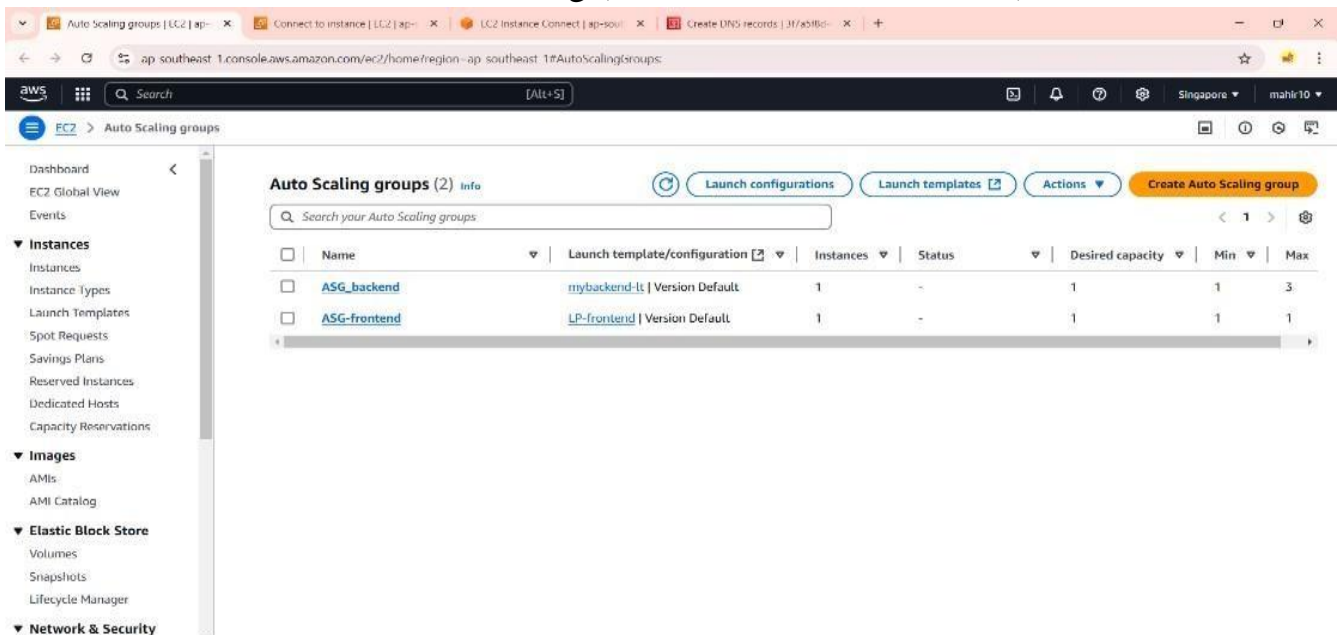 Auto Scaling groups | EC2 | ap-
Connect to instance | EC2 | ap-
EC2 Instance Connect | ap-sou
Create DNS records |
ap-southeast-1.console.aws.amazon.com/ec2/home?region=ap-southeast-1#AutoScalingGroups:
aws
Search
[Alt+S]
Singapore
mahir10
EC2 > Auto Scaling groups
Dashboard
EC2 Global View
Events
Instances
Instances
Instance Types
Launch Templates
Spot Requests
Savings Plans
Reserved Instances
Dedicated Hosts
Capacity Reservations
Images
AMIs
AMI Catalog
Elastic Block Store
Volumes
Snapshots
Lifecycle Manager
Network & Security
Auto Scaling groups (2) Info
Launch configurations
Launch templates
Actions
Create Auto Scaling group
Search your Auto Scaling groups
1
Name Launch template/configuration Instances Status Desired capacity Min Max
ASG_backend mybackend-lt | Version Default 1 - 1 1 3
ASG-frontend LP-frontend | Version Default 1 - 1 1 1